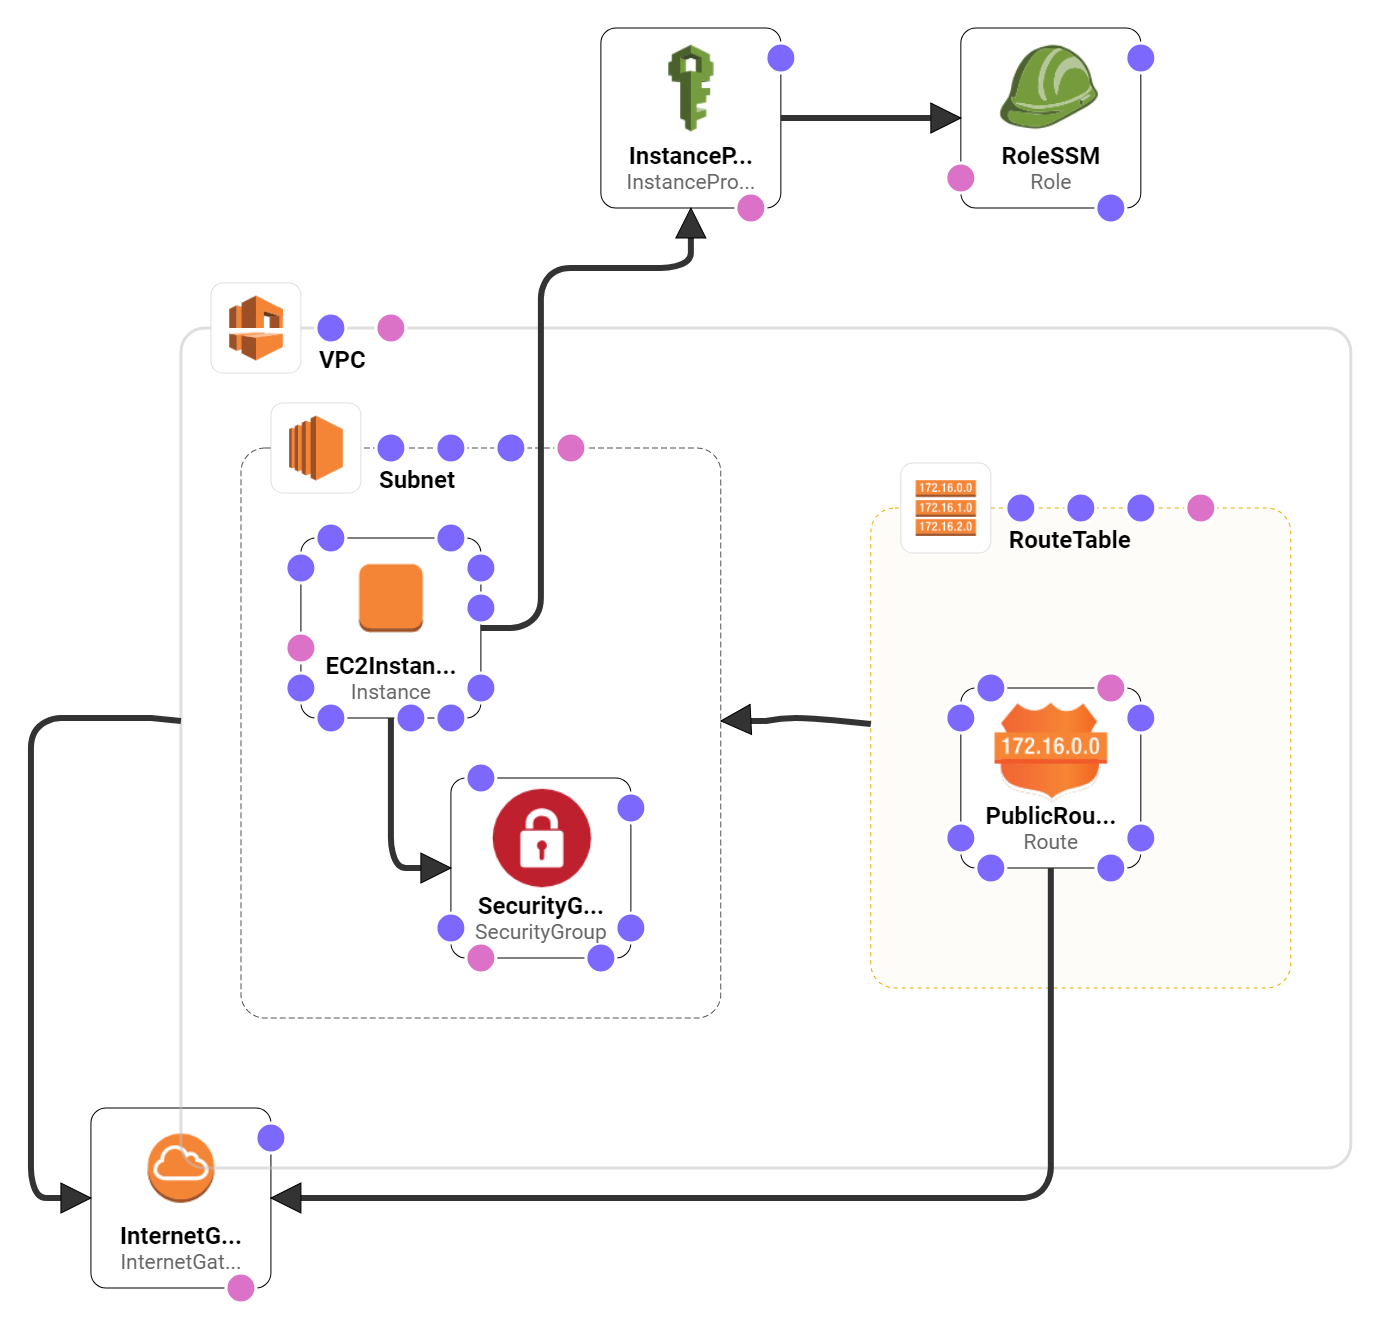 InstanceP...
InstancePro...
RoleSSM
Role
VPC
Subnet
172.16.0.0
172.16.1.0
172.16.2.0
RouteTable
EC2Instan...
Instance
172.16.0.0
PublicRou...
Route
SecurityG...
SecurityGroup
InternetG...
InternetGat...